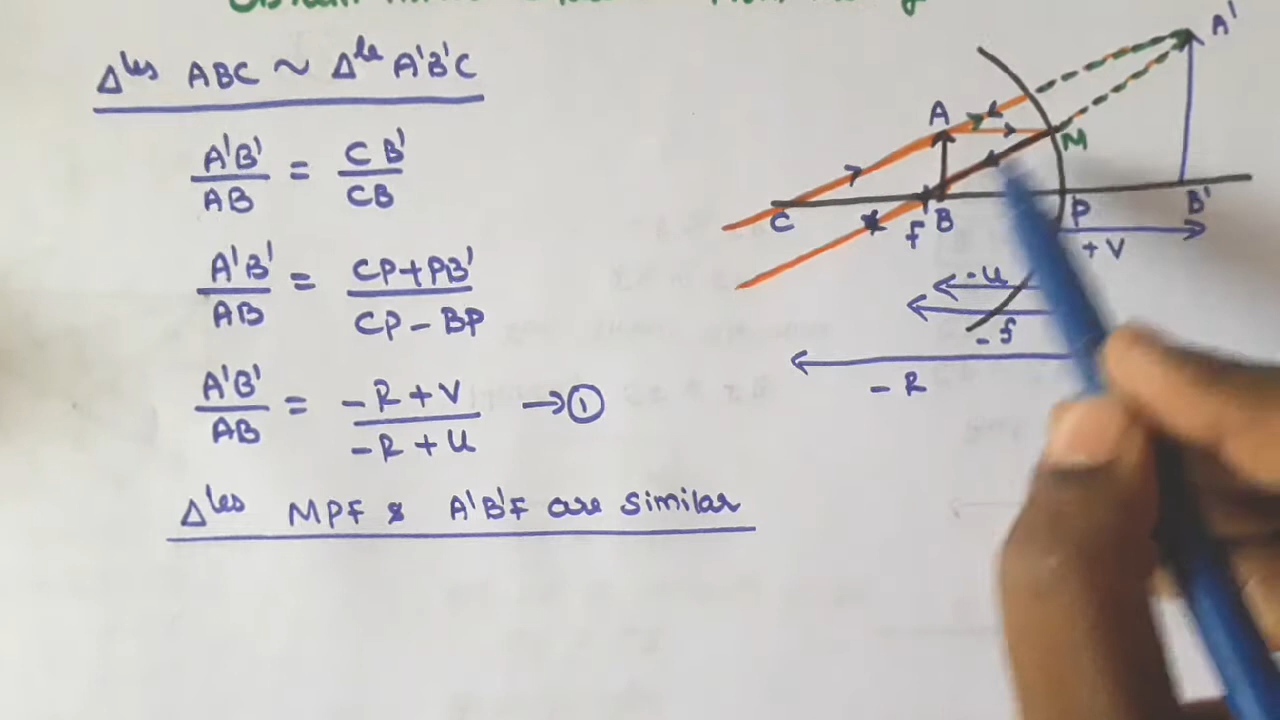 Δles ABC ~ Δle A'B'C
A'B'/AB = CB'/CB
A'B'/AB = CP+PB'/CP-BP
A'B'/AB = -R+V/-R+U →①
Δles MPF & A'B'F are similar
A'
A
M
C
f
B
P
B'
+V
-u
-f
-R